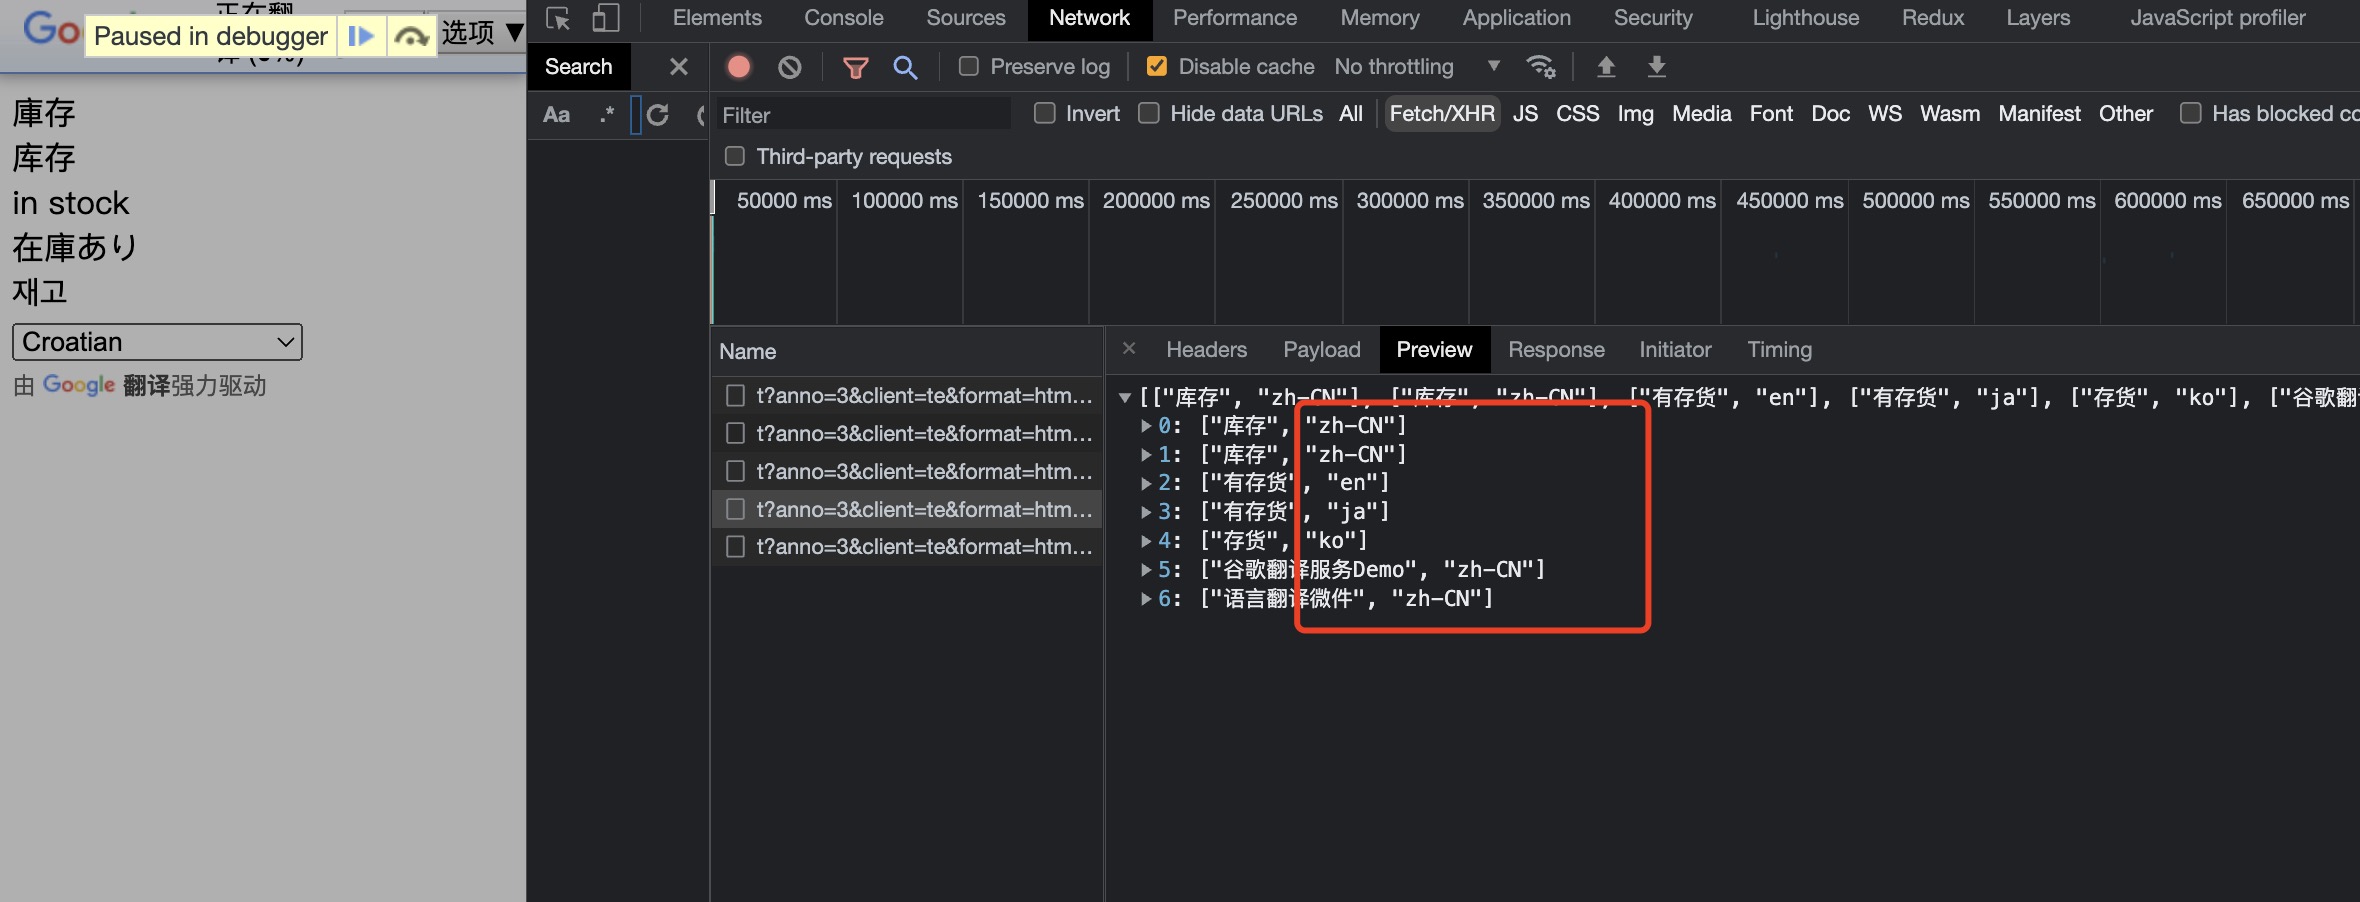 Go
Paused in debugger
选项 ▼
庫存
库存
in stock
在庫あり
재고
Croatian
由 Google 翻译强力驱动
Elements Console Sources Network Performance Memory Application Security Lighthouse Redux Layers JavaScript profiler
Search
Preserve log Disable cache No throttling
Aa .*
Filter Invert Hide data URLs All Fetch/XHR JS CSS Img Media Font Doc WS Wasm Manifest Other Has blocked co
Third-party requests
50000 ms 100000 ms 150000 ms 200000 ms 250000 ms 300000 ms 350000 ms 400000 ms 450000 ms 500000 ms 550000 ms 600000 ms 650000 ms
Name
t?anno=3&client=te&format=htm...
t?anno=3&client=te&format=htm...
t?anno=3&client=te&format=htm...
t?anno=3&client=te&format=htm...
t?anno=3&client=te&format=htm...
Headers Payload Preview Response Initiator Timing
[["库存", "zh-CN"], ["库存", "zh-CN"], ["有存货", "en"], ["有存货", "ja"], ["存货", "ko"], ["谷歌翻
0: ["库存", "zh-CN"]
1: ["库存", "zh-CN"]
2: ["有存货", "en"]
3: ["有存货", "ja"]
4: ["存货", "ko"]
5: ["谷歌翻译服务Demo", "zh-CN"]
6: ["语言翻译微件", "zh-CN"]